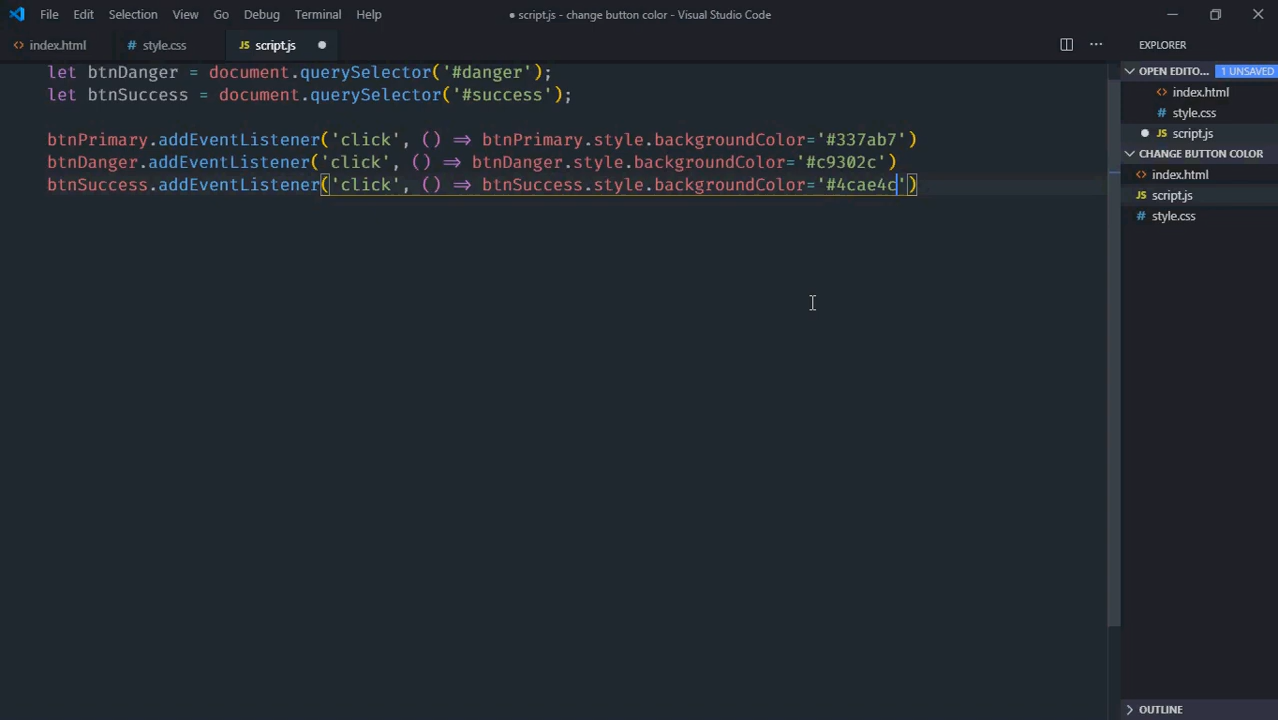 File Edit Selection View Go Debug Terminal Help ● script.js - change button color - Visual Studio Code
index.html style.css JS script.js
let btnDanger = document.querySelector('#danger');
let btnSuccess = document.querySelector('#success');
btnPrimary.addEventListener('click', () => btnPrimary.style.backgroundColor='#337ab7')
btnDanger.addEventListener('click', () => btnDanger.style.backgroundColor='#c9302c')
btnSuccess.addEventListener('click', () => btnSuccess.style.backgroundColor='#4cae4c')
EXPLORER
OPEN EDITO... 1 UNSAVED
index.html
style.css
JS script.js
CHANGE BUTTON COLOR
index.html
JS script.js
style.css
OUTLINE